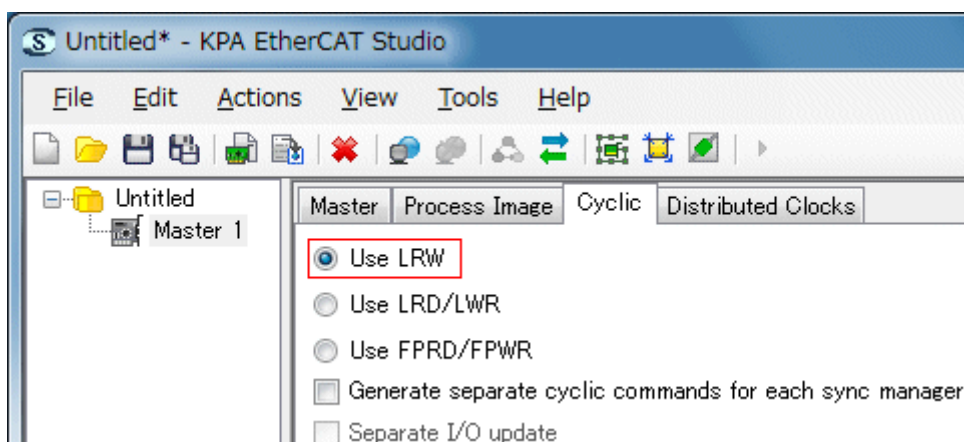 Untitled* - KPA EtherCAT Studio
File Edit Actions View Tools Help
Untitled
Master 1
Master Process Image Cyclic Distributed Clocks
Use LRW
Use LRD/LWR
Use FPRD/FPWR
Generate separate cyclic commands for each sync manager
Separate I/O update